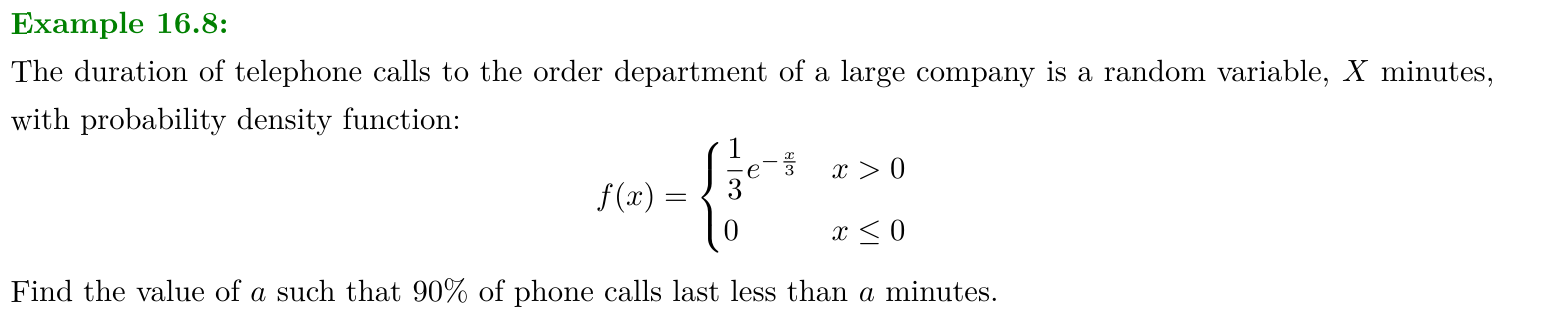 Example 16.8:
The duration of telephone calls to the order department of a large company is a random variable, X minutes,
with probability density function:
f(x) = { 1/3 e^{-x/3}   x > 0
0   x ≤ 0
Find the value of a such that 90% of phone calls last less than a minutes.